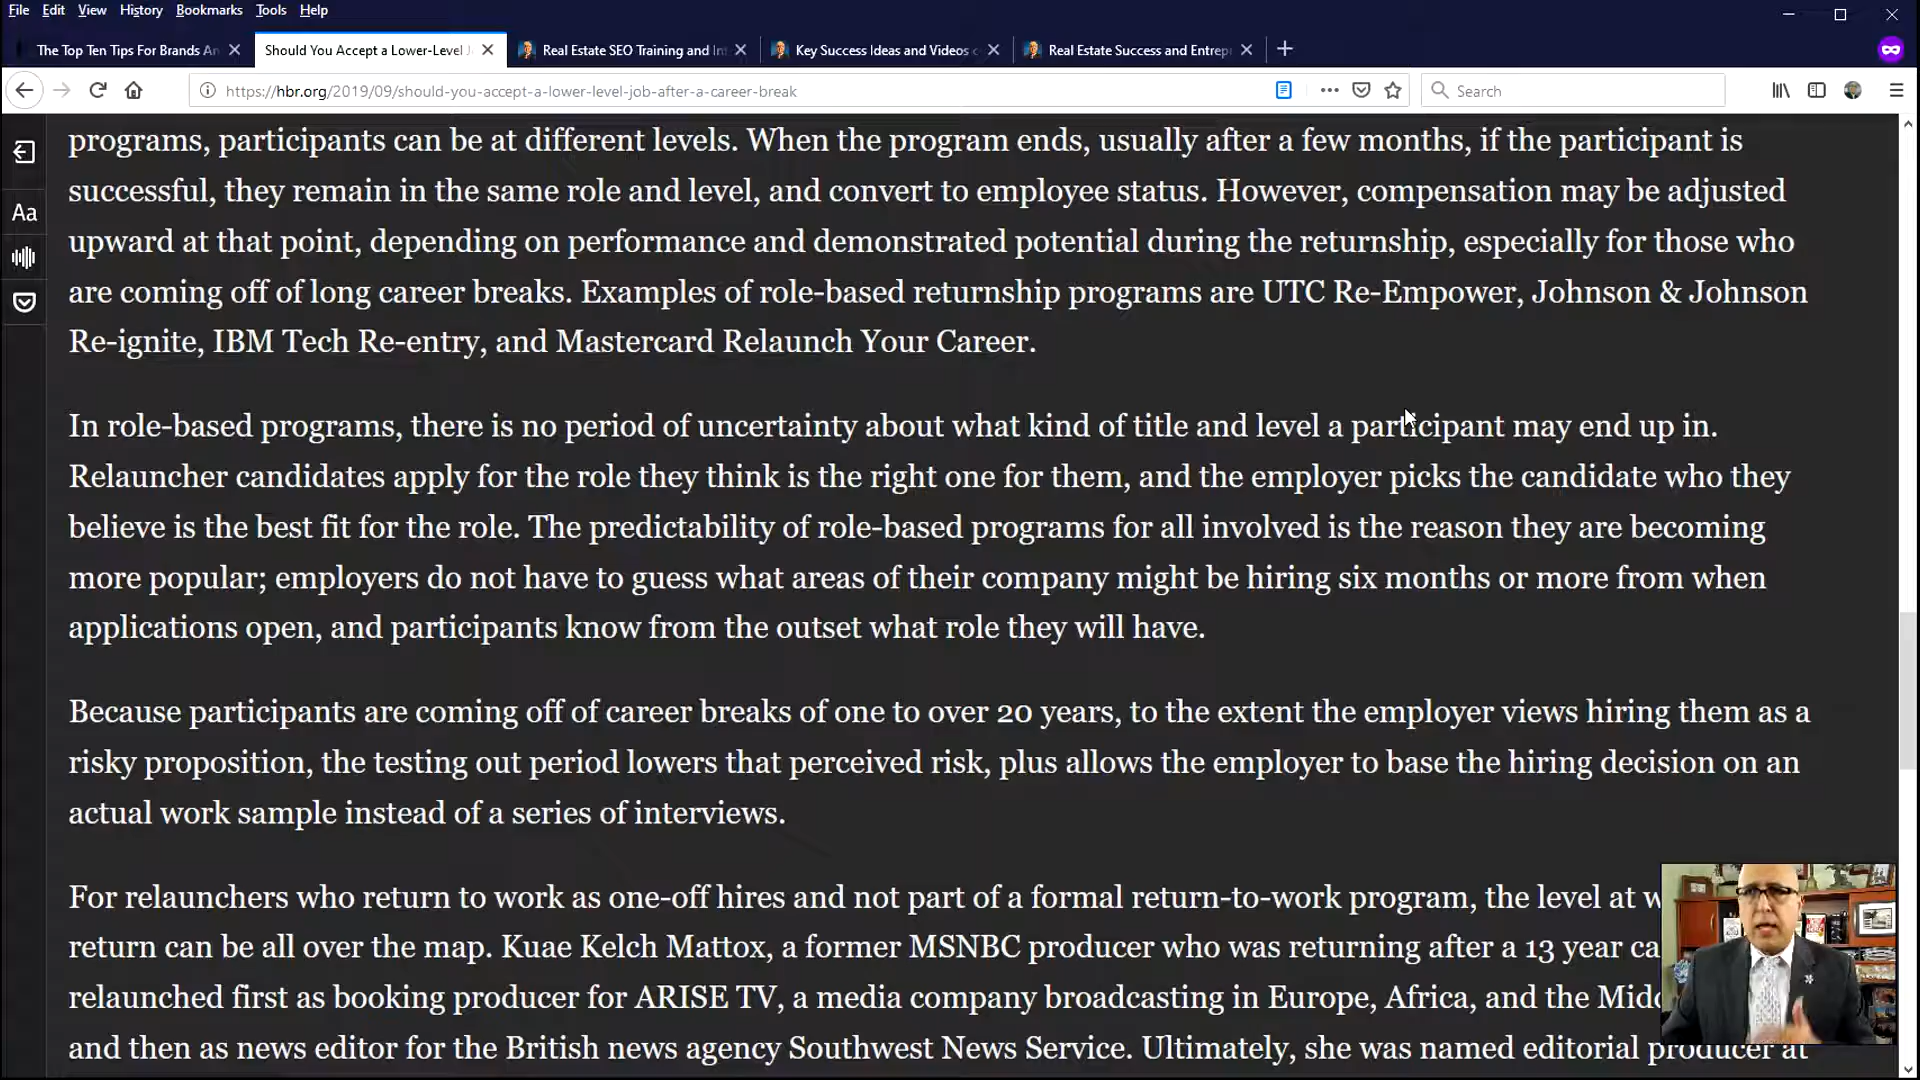 File Edit View History Bookmarks Tools Help
The Top Ten Tips For Brands An
Should You Accept a Lower-Level J
Real Estate SEO Training and In
Key Success Ideas and Videos
Real Estate Success and Entrep
https://hbr.org/2019/09/should-you-accept-a-lower-level-job-after-a-career-break
Search
Aa
programs, participants can be at different levels. When the program ends, usually after a few months, if the participant is
successful, they remain in the same role and level, and convert to employee status. However, compensation may be adjusted
upward at that point, depending on performance and demonstrated potential during the returnship, especially for those who
are coming off of long career breaks. Examples of role-based returnship programs are UTC Re-Empower, Johnson & Johnson
Re-ignite, IBM Tech Re-entry, and Mastercard Relaunch Your Career.
In role-based programs, there is no period of uncertainty about what kind of title and level a participant may end up in.
Relauncher candidates apply for the role they think is the right one for them, and the employer picks the candidate who they
believe is the best fit for the role. The predictability of role-based programs for all involved is the reason they are becoming
more popular; employers do not have to guess what areas of their company might be hiring six months or more from when
applications open, and participants know from the outset what role they will have.
Because participants are coming off of career breaks of one to over 20 years, to the extent the employer views hiring them as a
risky proposition, the testing out period lowers that perceived risk, plus allows the employer to base the hiring decision on an
actual work sample instead of a series of interviews.
For relaunchers who return to work as one-off hires and not part of a formal return-to-work program, the level at w
return can be all over the map. Kuae Kelch Mattox, a former MSNBC producer who was returning after a 13 year ca
relaunched first as booking producer for ARISE TV, a media company broadcasting in Europe, Africa, and the Midd
and then as news editor for the British news agency Southwest News Service. Ultimately, she was named editorial producer at